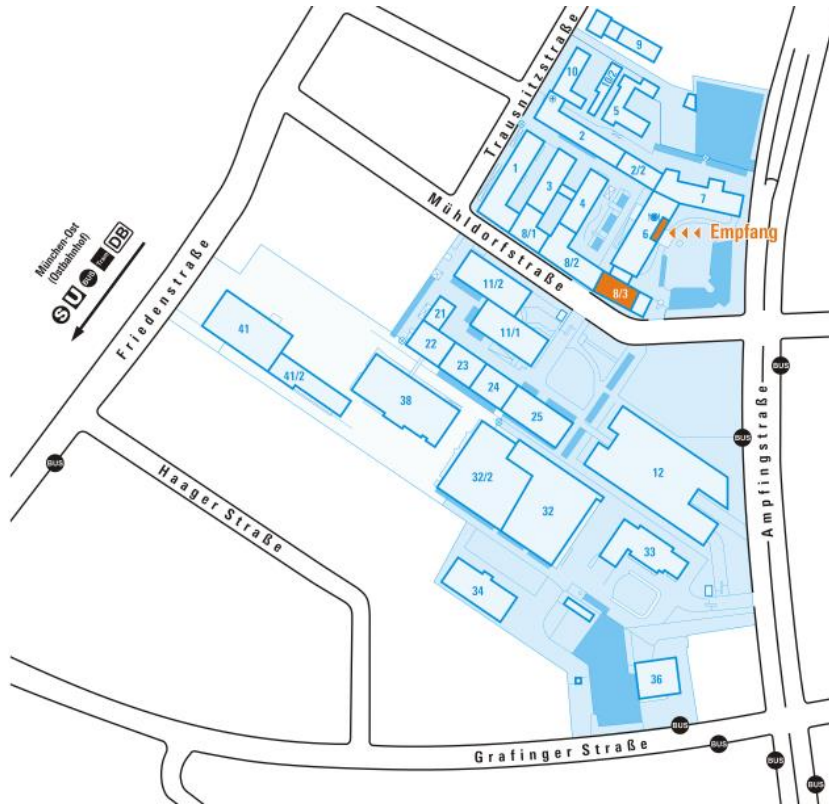 9
10
10/2
5
2
2/2
7
Trausnitzstraße
1
3
4
6
Empfang
8/1
8/2
8/3
Mühldorfstraße
München-Ost
(Ostbahnhof)
S U BUS Tram DB
Friedenstraße
11/2
11/1
21
22
23
24
25
41
41/2
38
BUS
BUS
Ampfingstraße
12
32/2
32
33
34
36
BUS
Haager Straße
Grafinger Straße
BUS
BUS
BUS
BUS